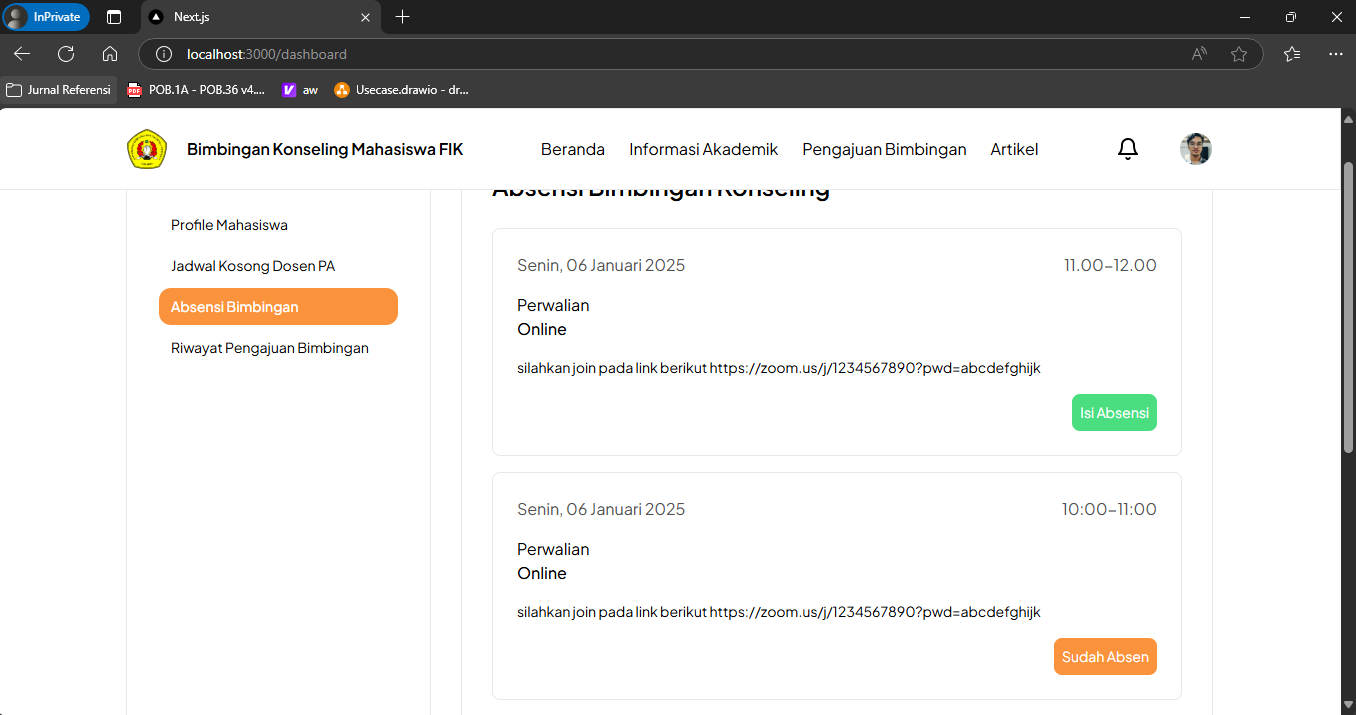 InPrivate
Next.js
localhost:3000/dashboard
Jurnal Referensi
POB.1A - POB.36 v4....
aw
Usecase.drawio - dr...
Bimbingan Konseling Mahasiswa FIK
Beranda
Informasi Akademik
Pengajuan Bimbingan
Artikel
Absensi Bimbingan Konseling
Profile Mahasiswa
Jadwal Kosong Dosen PA
Absensi Bimbingan
Riwayat Pengajuan Bimbingan
Senin, 06 Januari 2025
11.00-12.00
Perwalian
Online
silahkan join pada link berikut https://zoom.us/j/1234567890?pwd=abcdefghijk
Isi Absensi
Senin, 06 Januari 2025
10:00-11:00
Perwalian
Online
silahkan join pada link berikut https://zoom.us/j/1234567890?pwd=abcdefghijk
Sudah Absen